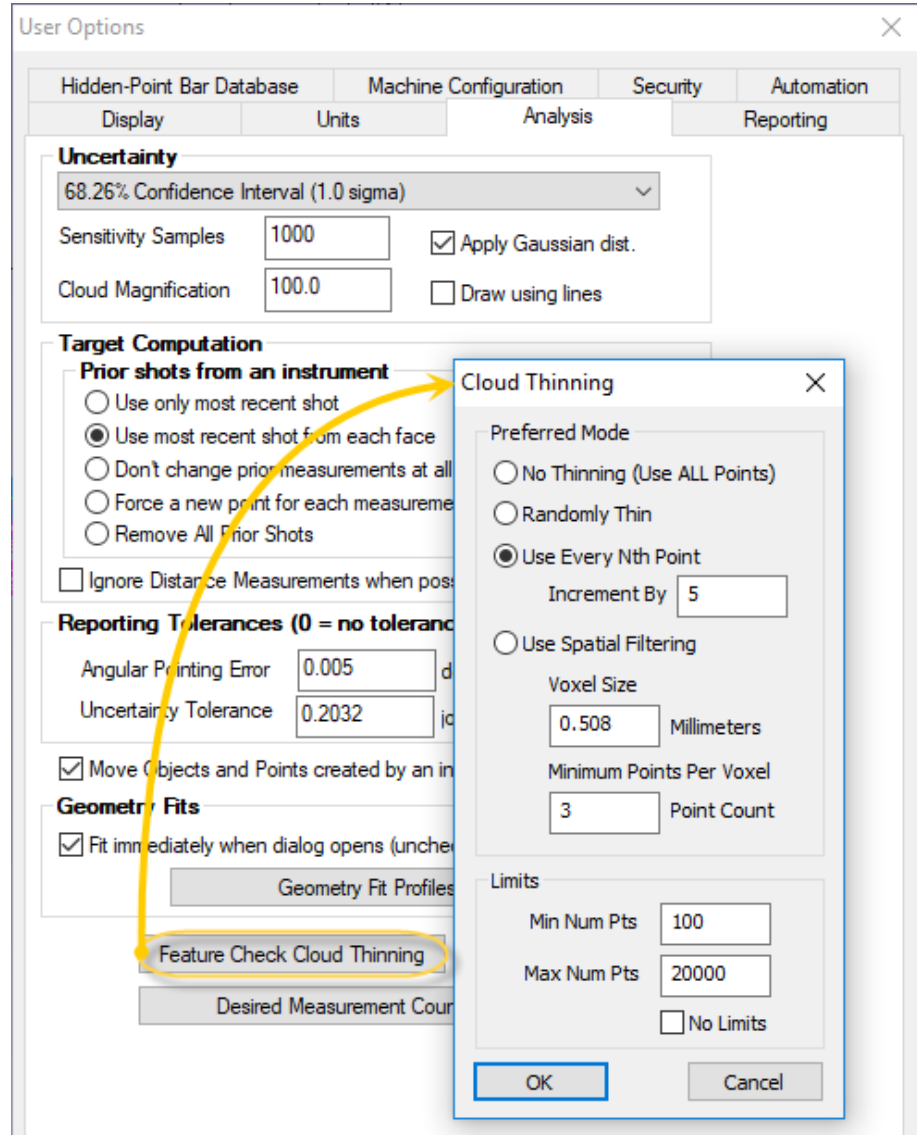 User Options
Hidden-Point Bar Database Machine Configuration Security Automation
Display Units Analysis Reporting
Uncertainty
68.26% Confidence Interval (1.0 sigma)
Sensitivity Samples 1000 Apply Gaussian dist.
Cloud Magnification 100.0 Draw using lines
Target Computation
Prior shots from an instrument
Use only most recent shot
Use most recent shot from each face
Don't change prior measurements at all
Force a new point for each measureme
Remove All Prior Shots
Ignore Distance Measurements when poss
Reporting Tolerances (0 = no toleranc
Angular Pointing Error 0.005 d
Uncertainty Tolerance 0.2032
Move Objects and Points created by an in
Geometry Fits
Fit immediately when dialog opens (unche
Geometry Fit Profiles
Feature Check Cloud Thinning
Desired Measurement Cour
Cloud Thinning
Preferred Mode
No Thinning (Use ALL Points)
Randomly Thin
Use Every Nth Point
Increment By 5
Use Spatial Filtering
Voxel Size
0.508 Millimeters
Minimum Points Per Voxel
3 Point Count
Limits
Min Num Pts 100
Max Num Pts 20000
No Limits
OK Cancel